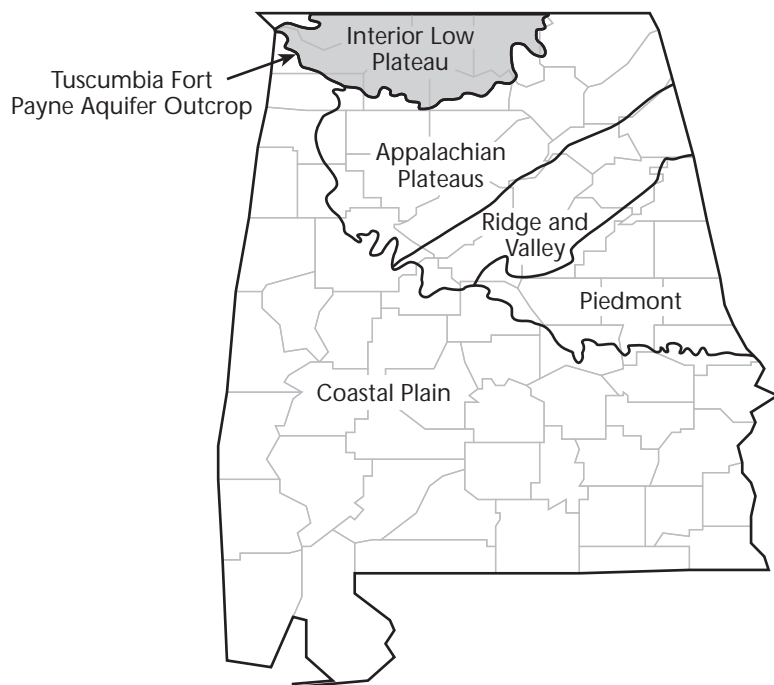 Interior Low
Plateau
Tuscumbia Fort
Payne Aquifer Outcrop
Appalachian
Plateaus
Ridge and
Valley
Piedmont
Coastal Plain